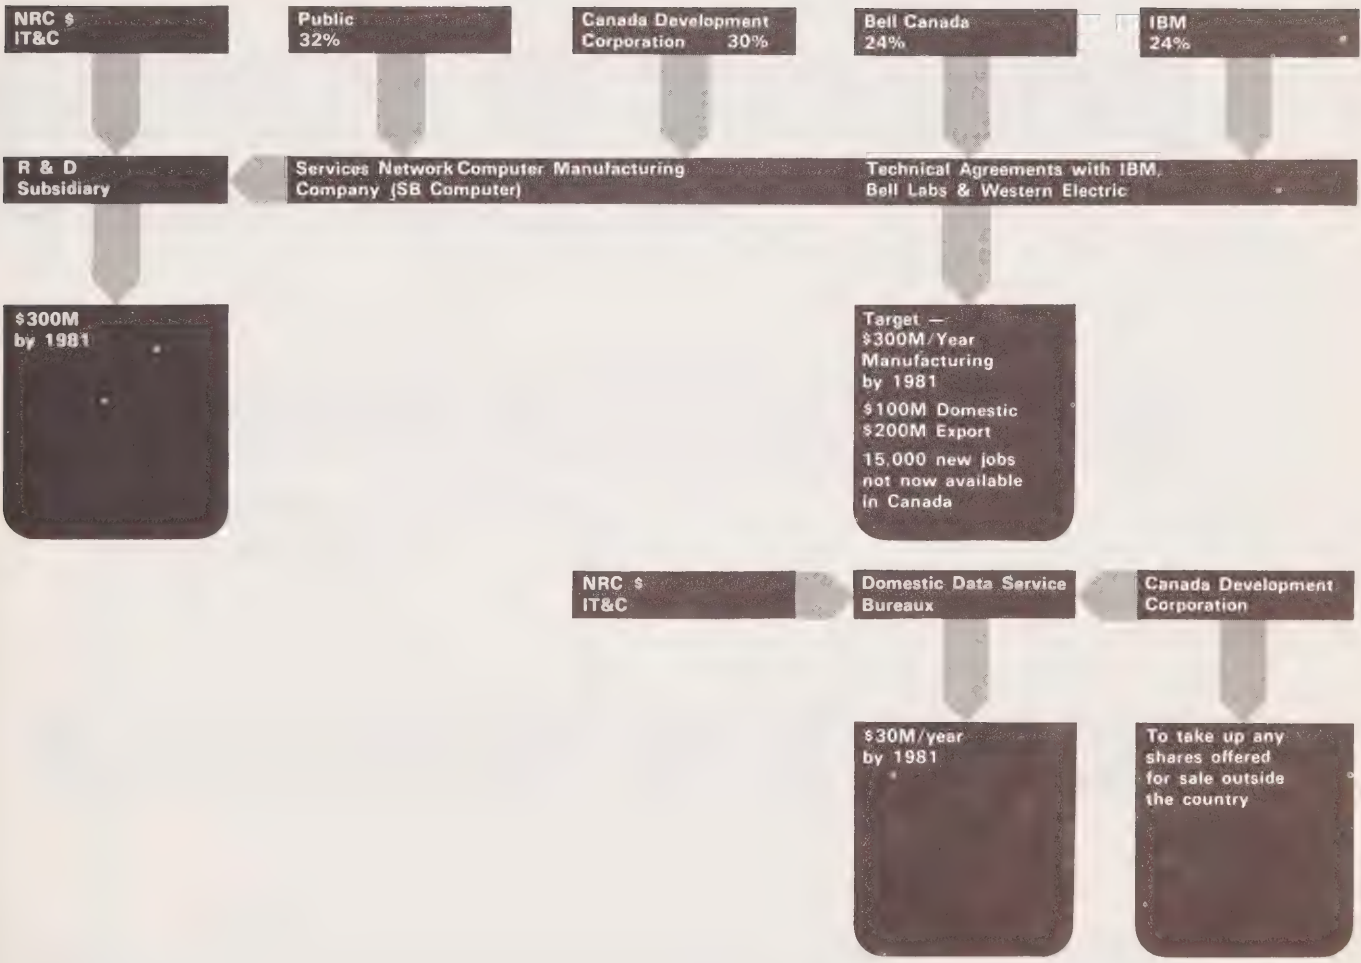 NRC $
IT&C
Public
32%
Canada Development
Corporation 30%
Bell Canada
24%
IBM
24%
R & D
Subsidiary
Services Network Computer Manufacturing
Company (SB Computer)
Technical Agreements with IBM,
Bell Labs & Western Electric
$300M
by 1981
Target —
$300M/Year
Manufacturing
by 1981
$100M Domestic
$200M Export
15,000 new jobs
not now available
in Canada
NRC $
IT&C
Domestic Data Service
Bureaux
Canada Development
Corporation
$30M/year
by 1981
To take up any
shares offered
for sale outside
the country